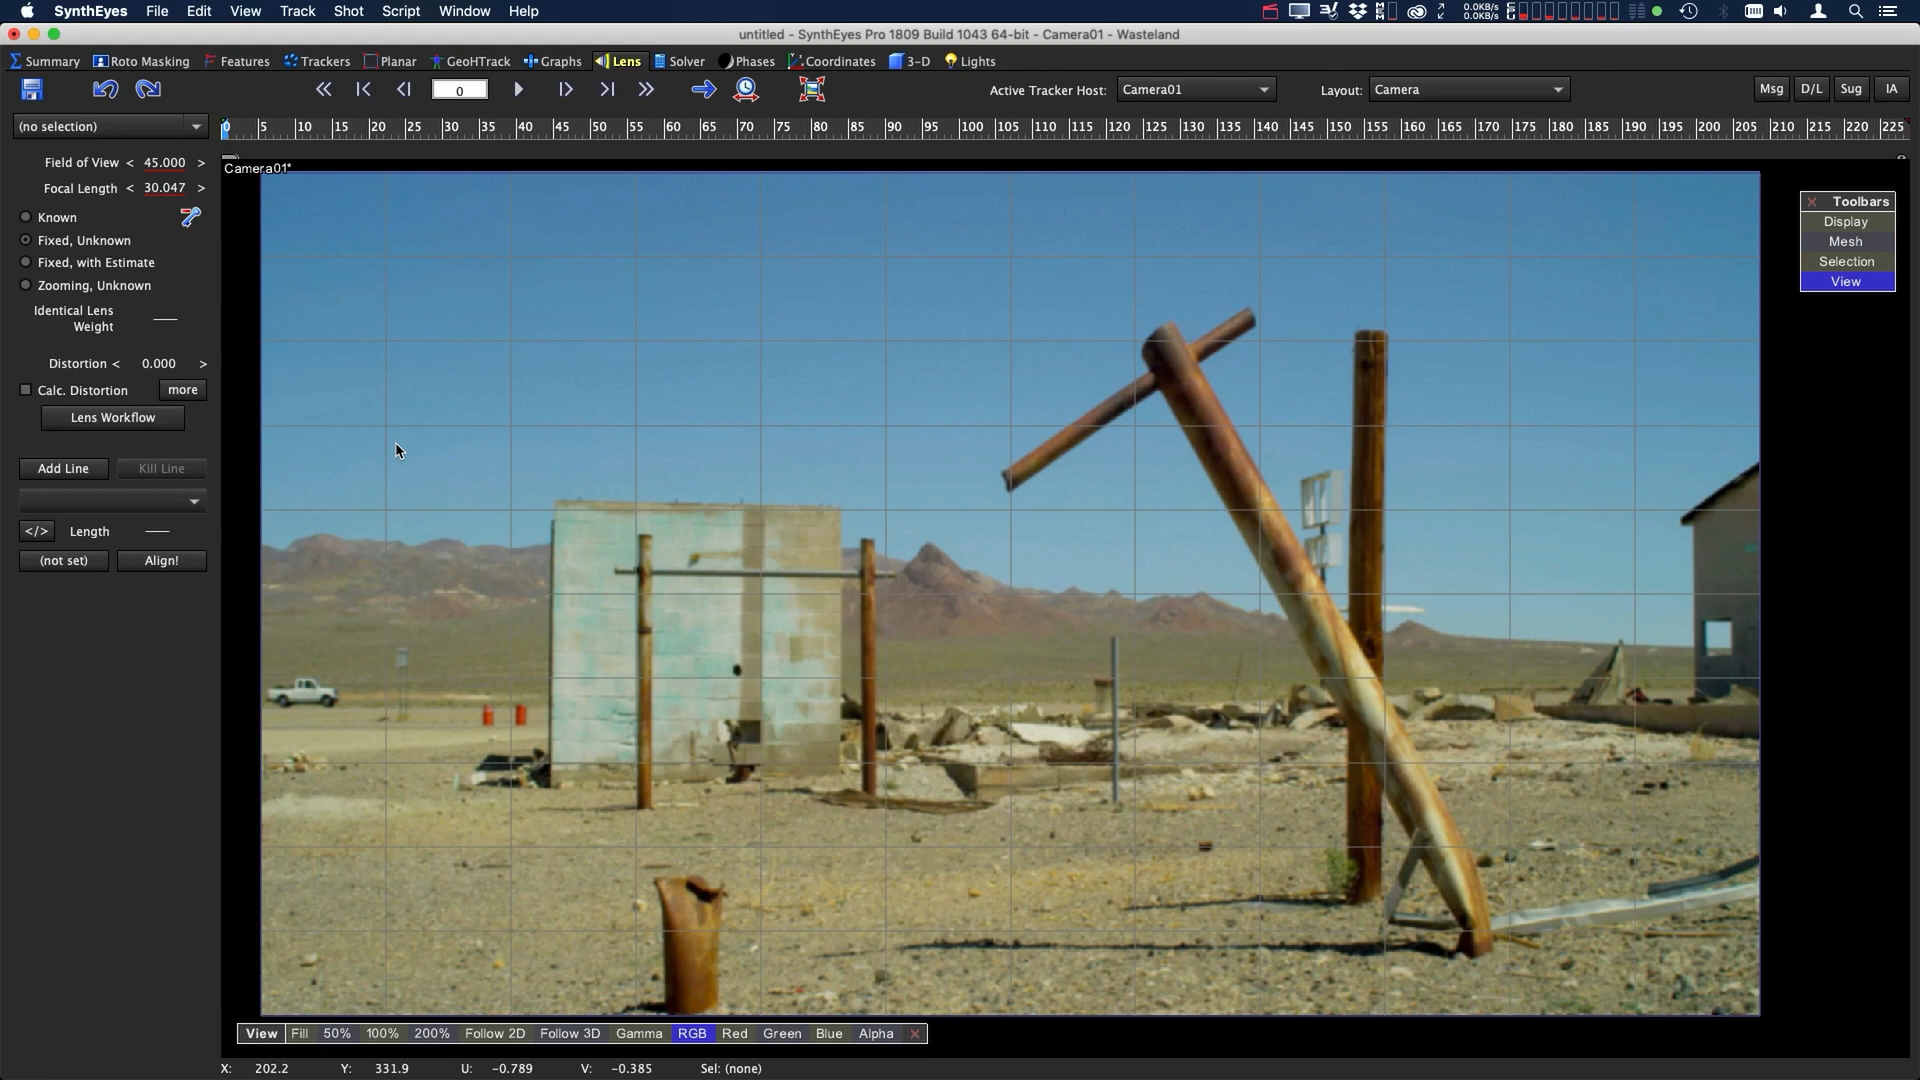 SynthEyes File Edit View Track Shot Script Window Help 0.0KB/s 0.0KB/s
untitled - SynthEyes Pro 1809 Build 1043 64-bit - Camera01 - Wasteland
Summary Roto Masking Features Trackers Planar GeoHTrack Graphs Lens Solver Phases Coordinates 3-D Lights
0 Active Tracker Host: Camera01 Layout: Camera Msg D/L Sug IA
(no selection) 0 5 10 15 20 25 30 35 40 45 50 55 60 65 70 75 80 85 90 95 100 105 110 115 120 125 130 135 140 145 150 155 160 165 170 175 180 185 190 195 200 205 210 215 220 225
Camera01*
Field of View < 45.000 >
Focal Length < 30.047 >
Known
Fixed, Unknown
Fixed, with Estimate
Zooming, Unknown
Identical Lens
Weight
Distortion < 0.000 >
Calc. Distortion more
Lens Workflow
Add Line Kill Line
</> Length
(not set) Align!
Toolbars
Display
Mesh
Selection
View
View Fill 50% 100% 200% Follow 2D Follow 3D Gamma RGB Red Green Blue Alpha
X: 202.2 Y: 331.9 U: -0.789 V: -0.385 Sel: (none)